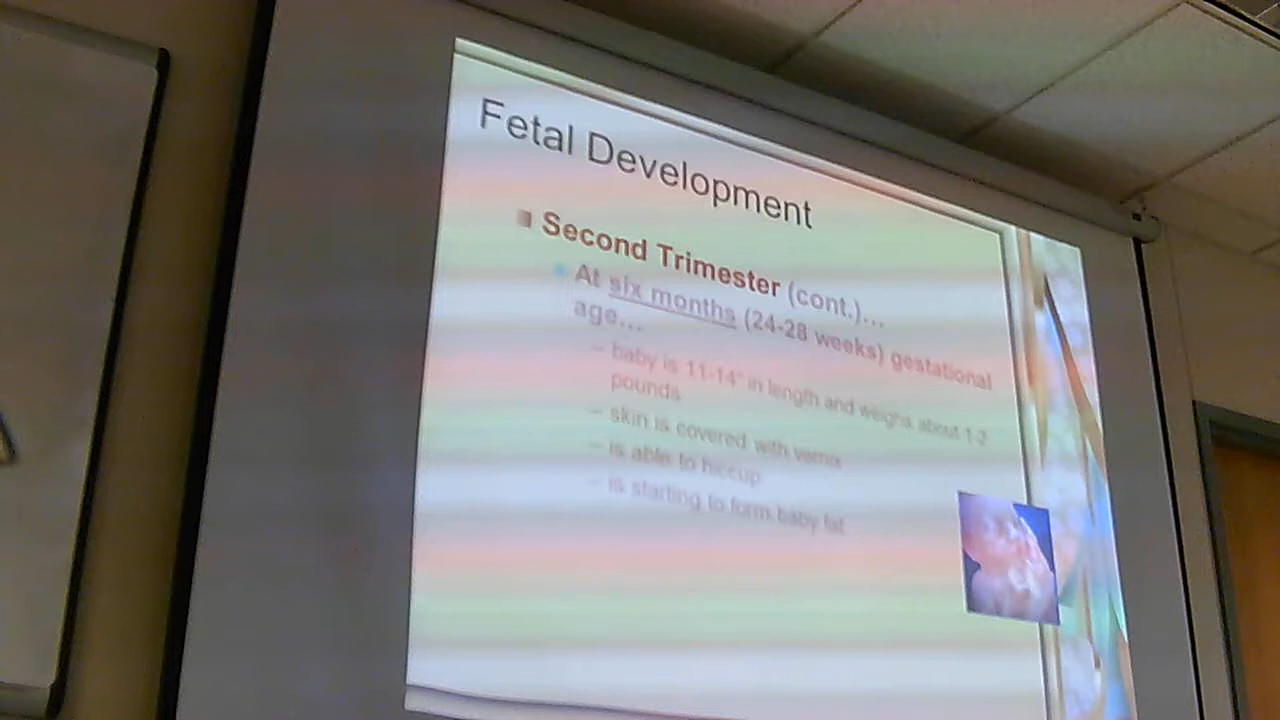 Fetal Development
Second Trimester (cont.)...
At six months (24-28 weeks) gestational
age...
– baby is 11-14" in length and weighs about 1-2
pounds
– skin is covered with vernix
– is able to hiccup
– is starting to form baby fat